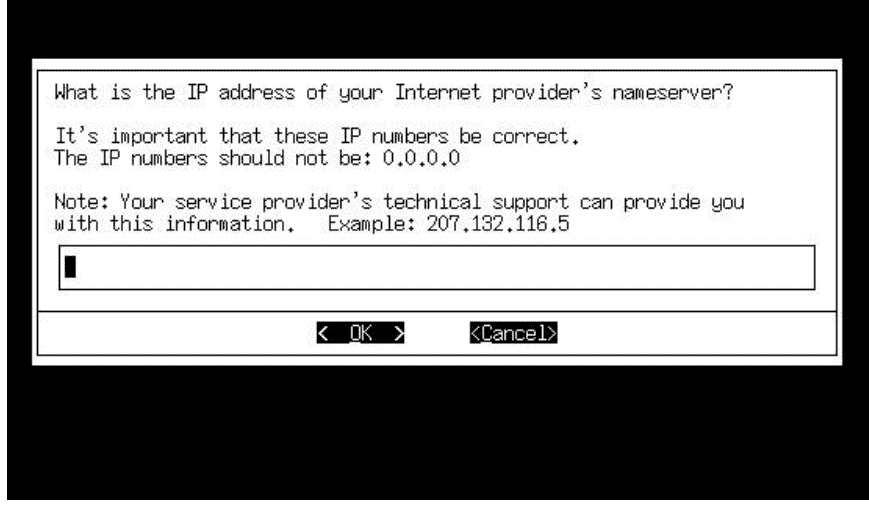 What is the IP address of your Internet provider's nameserver?
It's important that these IP numbers be correct.
The IP numbers should not be: 0.0.0.0
Note: Your service provider's technical support can provide you
with this information.   Example: 207.132.116.5
<  OK  >        <Cancel>